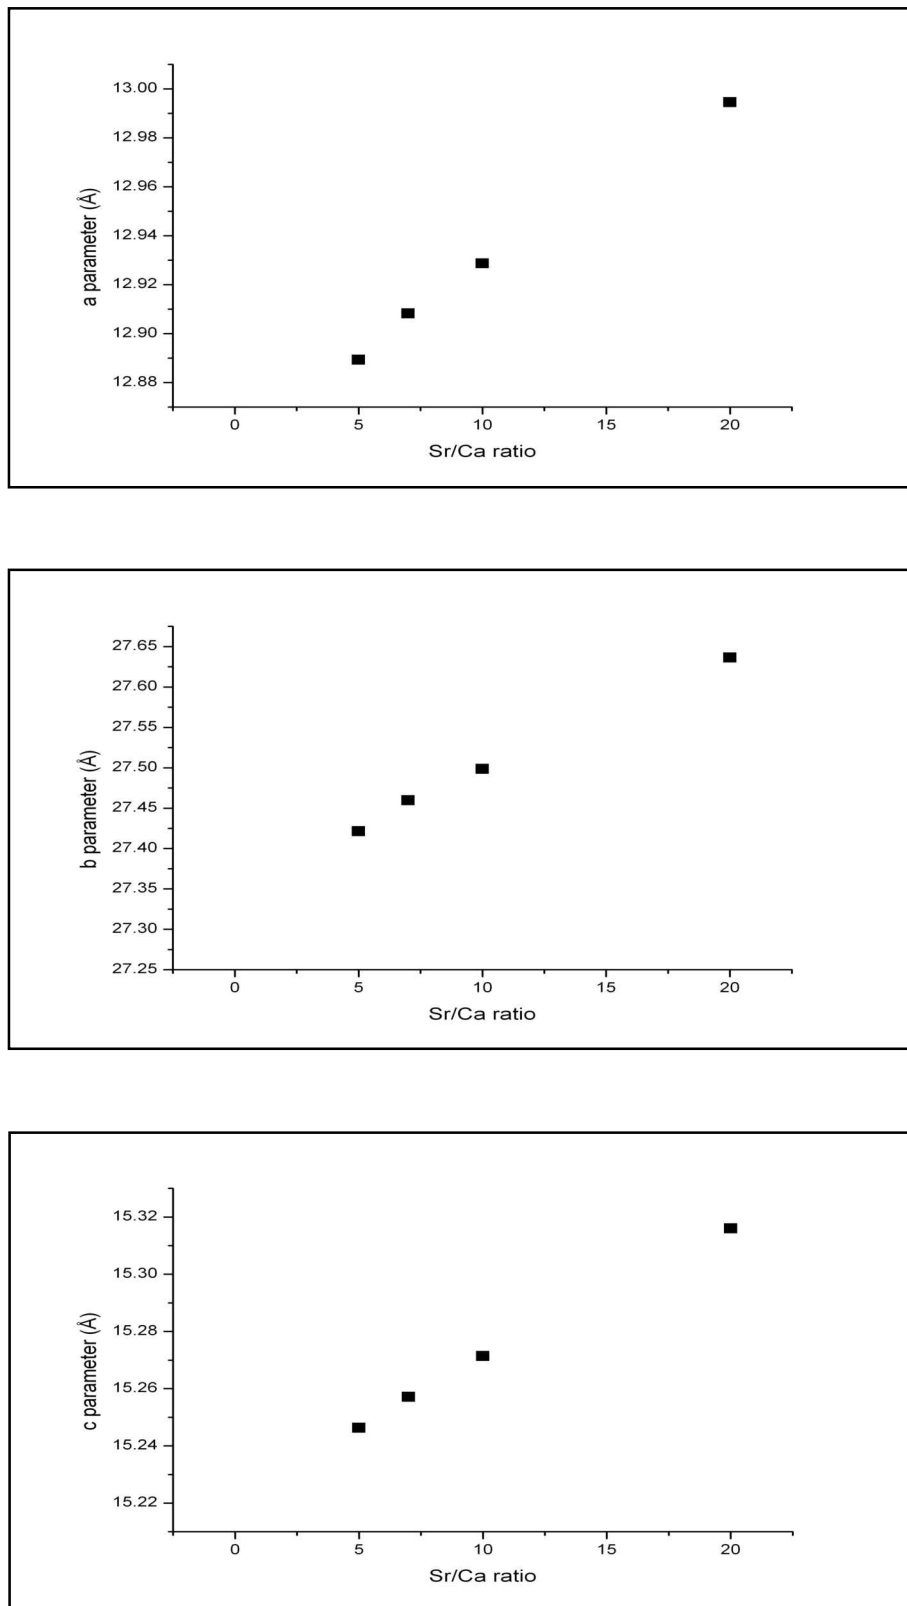 13.00
12.98
12.96
12.94
12.92
12.90
12.88
a parameter (Å)
0 5 10 15 20
Sr/Ca ratio
27.65
27.60
27.55
27.50
27.45
27.40
27.35
27.30
27.25
b parameter (Å)
0 5 10 15 20
Sr/Ca ratio
15.32
15.30
15.28
15.26
15.24
15.22
c parameter (Å)
0 5 10 15 20
Sr/Ca ratio